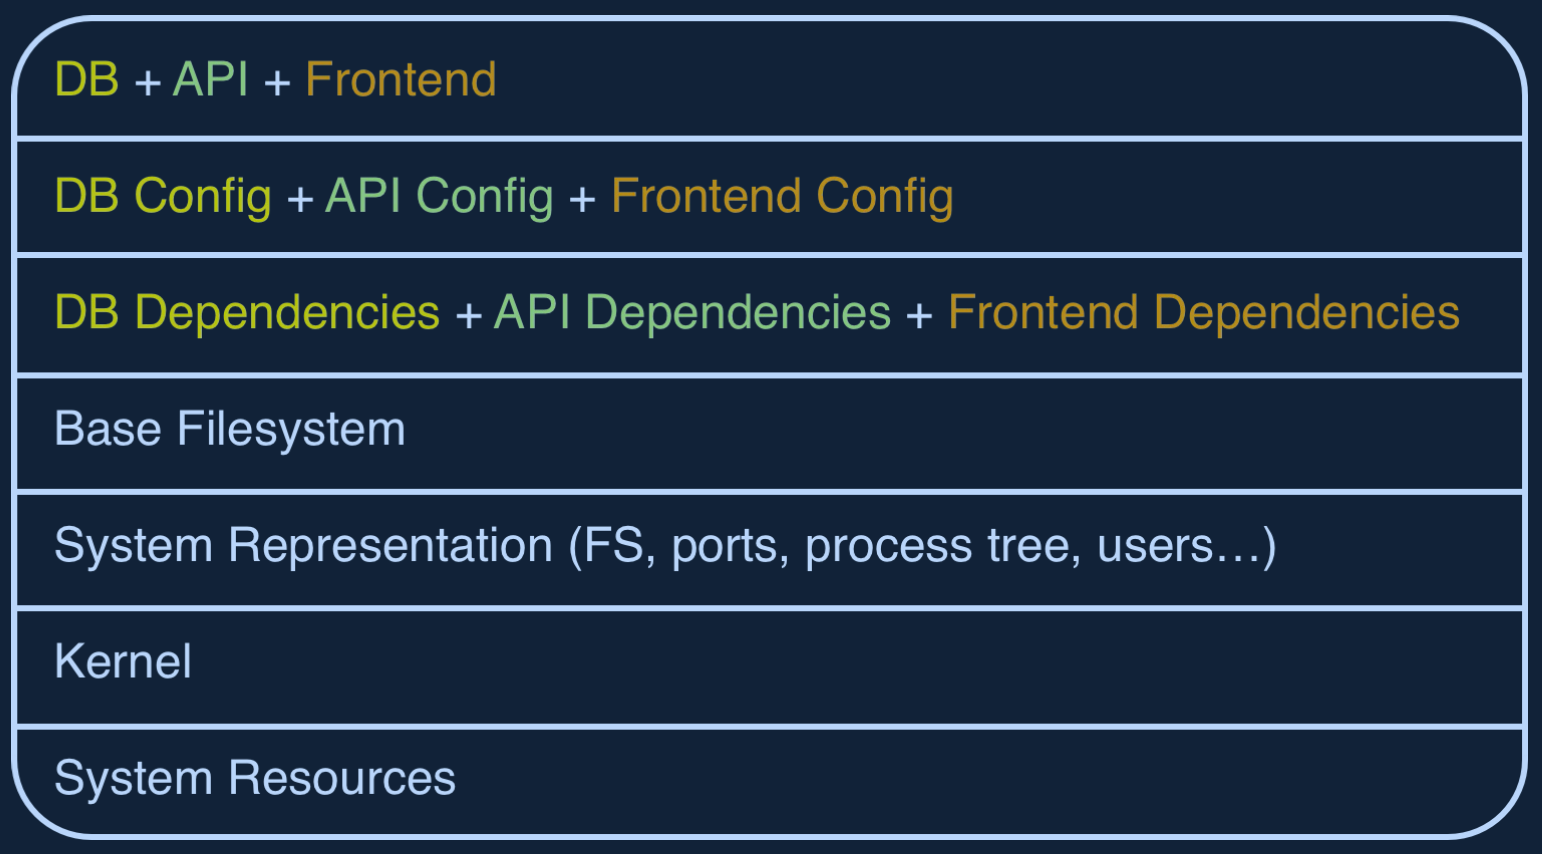 DB + API + Frontend
DB Config + API Config + Frontend Config
DB Dependencies + API Dependencies + Frontend Dependencies
Base Filesystem
System Representation (FS, ports, process tree, users…)
Kernel
System Resources